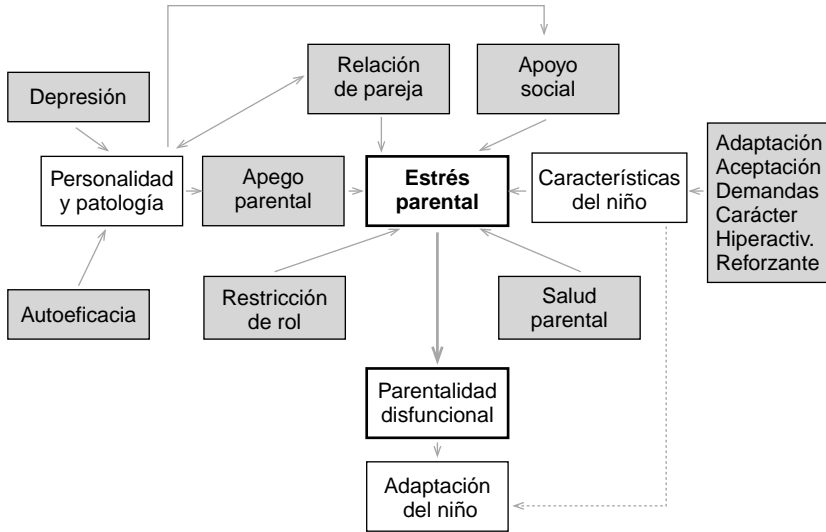 Relación
de pareja
Apoyo
social
Depresión
Personalidad
y patología
Apego
parental
Estrés
parental
Características
del niño
Adaptación
Aceptación
Demandas
Carácter
Hiperactiv.
Reforzante
Autoeficacia
Restricción
de rol
Salud
parental
Parentalidad
disfuncional
Adaptación
del niño